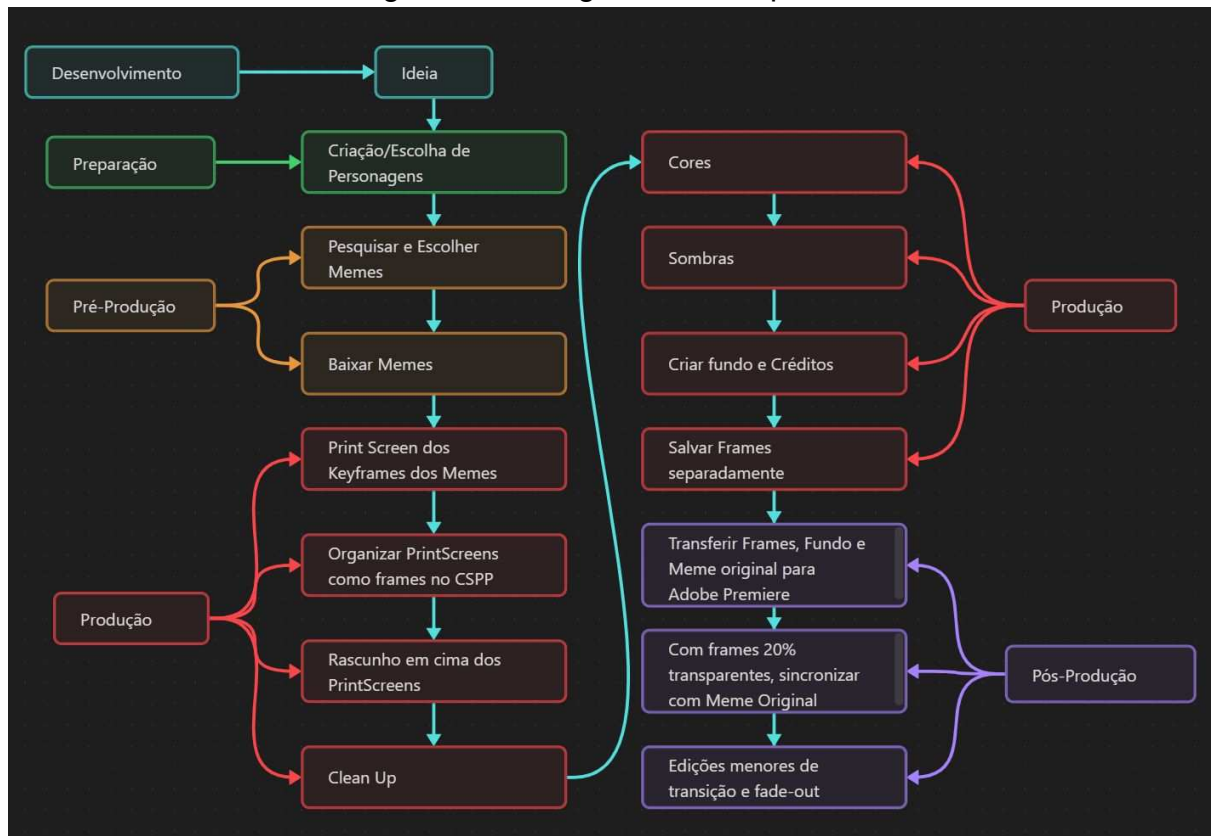 Desenvolvimento
Ideia
Preparação
Criação/Escolha de
Personagens
Pré-Produção
Pesquisar e Escolher
Memes
Baixar Memes
Produção
Print Screen dos
Keyframes dos Memes
Organizar PrintScreens
como frames no CSPP
Rascunho em cima dos
PrintScreens
Clean Up
Cores
Sombras
Criar fundo e Créditos
Salvar Frames
separadamente
Produção
Transferir Frames, Fundo e
Meme original para
Adobe Premiere
Com frames 20%
transparentes, sincronizar
com Meme Original
Edições menores de
transição e fade-out
Pós-Produção